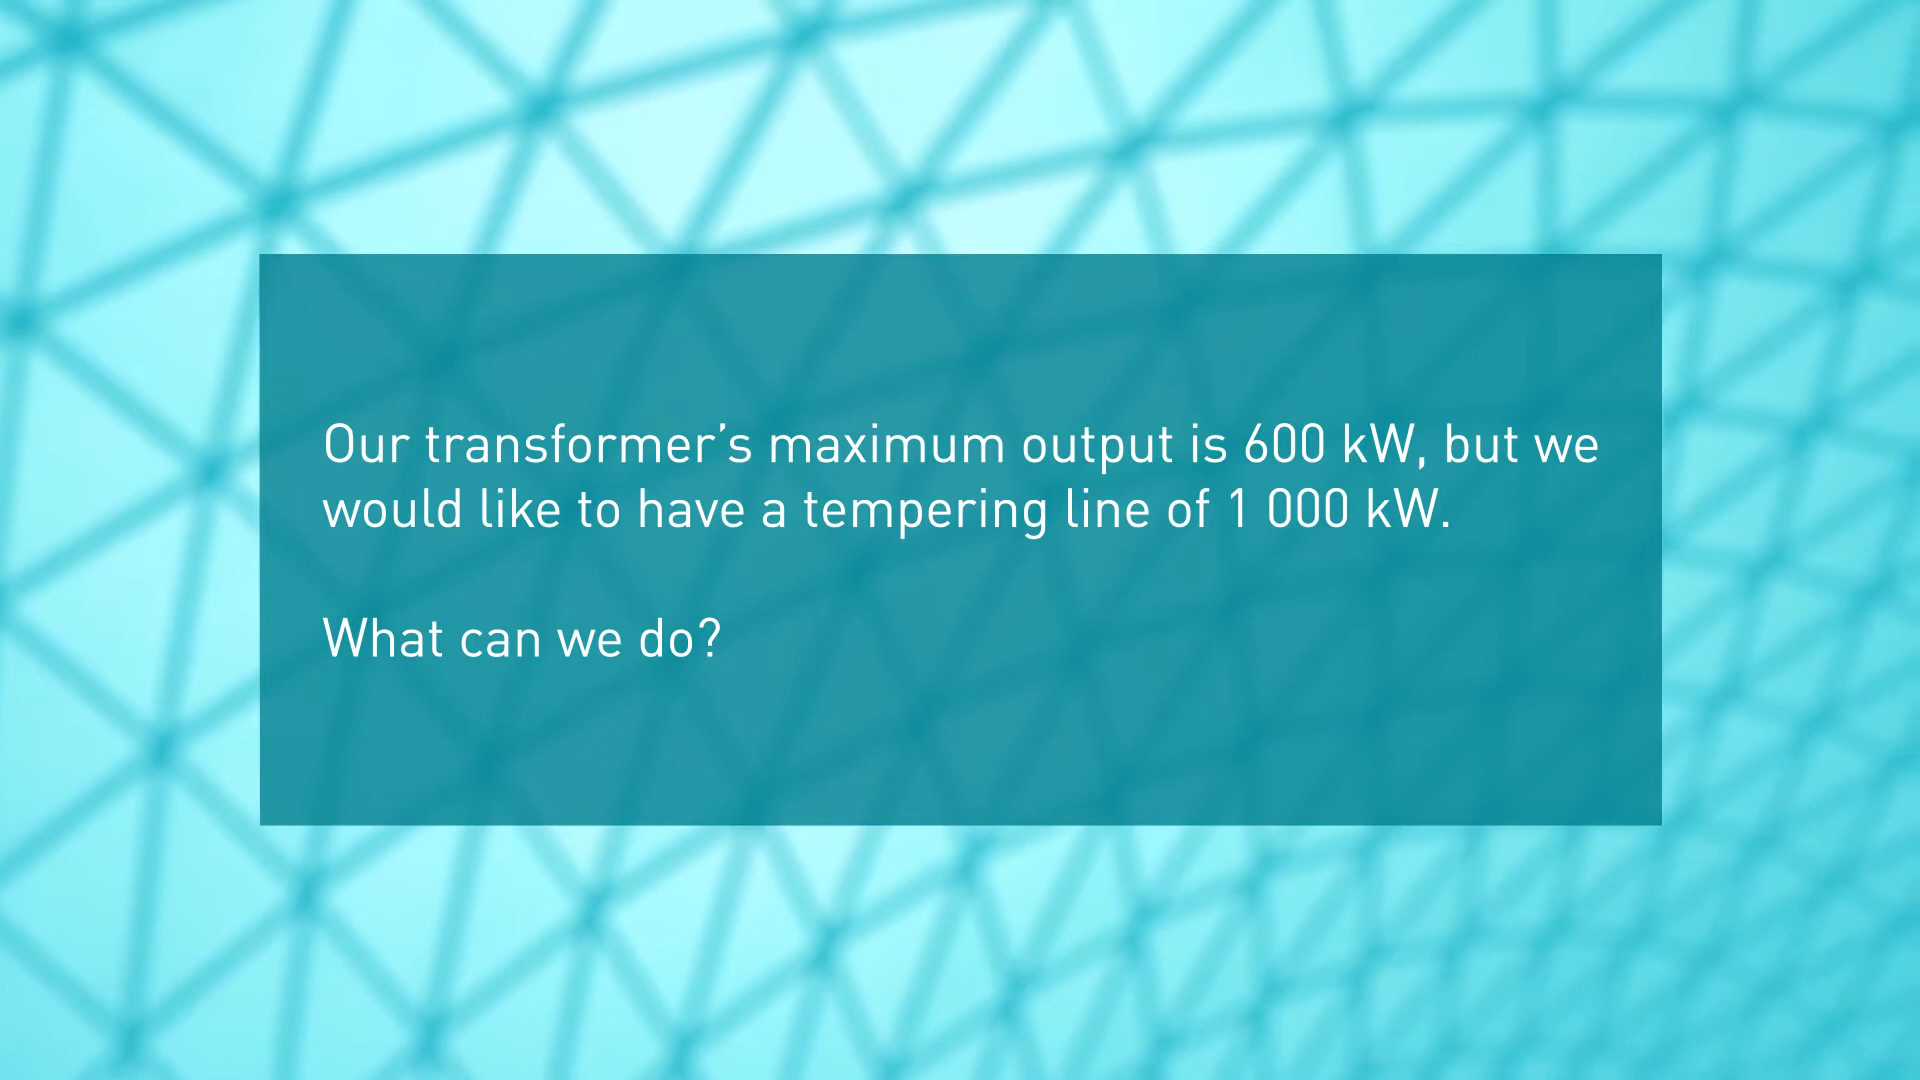 Our transformer’s maximum output is 600 kW, but we
would like to have a tempering line of 1 000 kW.
What can we do?